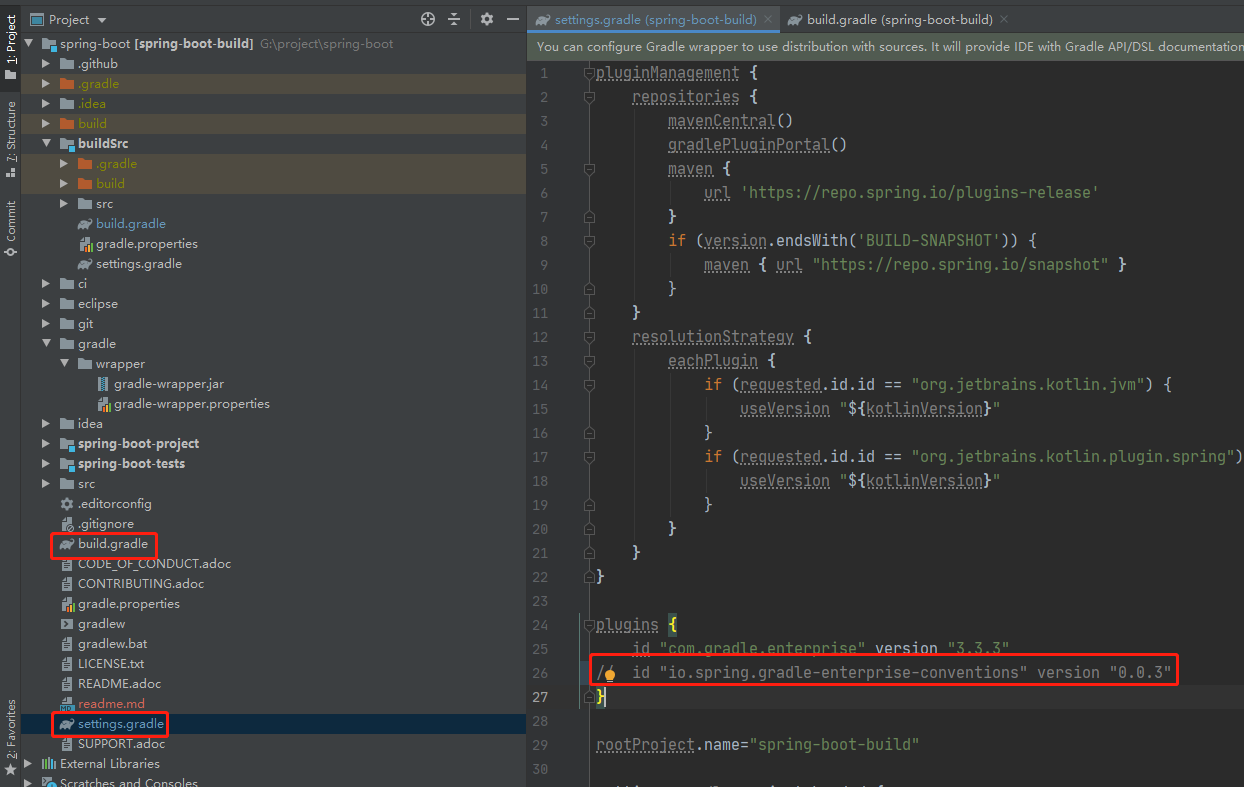 Project
settings.gradle (spring-boot-build)
build.gradle (spring-boot-build)
1: Project
7: Structure
Commit
2: Favorites
spring-boot [spring-boot-build] G:\project\spring-boot
.github
.gradle
.idea
build
buildSrc
.gradle
build
src
build.gradle
gradle.properties
settings.gradle
ci
eclipse
git
gradle
wrapper
gradle-wrapper.jar
gradle-wrapper.properties
idea
spring-boot-project
spring-boot-tests
src
.editorconfig
.gitignore
build.gradle
CODE_OF_CONDUCT.adoc
CONTRIBUTING.adoc
gradle.properties
gradlew
gradlew.bat
LICENSE.txt
README.adoc
readme.md
settings.gradle
SUPPORT.adoc
External Libraries
Scratches and Consoles
You can configure Gradle wrapper to use distribution with sources. It will provide IDE with Gradle API/DSL documentation
1 pluginManagement {
2 repositories {
3 mavenCentral()
4 gradlePluginPortal()
5 maven {
6 url 'https://repo.spring.io/plugins-release'
7 }
8 if (version.endsWith('BUILD-SNAPSHOT')) {
9 maven { url "https://repo.spring.io/snapshot" }
10 }
11 }
12 resolutionStrategy {
13 eachPlugin {
14 if (requested.id.id == "org.jetbrains.kotlin.jvm") {
15 useVersion "${kotlinVersion}"
16 }
17 if (requested.id.id == "org.jetbrains.kotlin.plugin.spring")
18 useVersion "${kotlinVersion}"
19 }
20 }
21 }
22 }
23
24 plugins {
25 id "com.gradle.enterprise" version "3.3.3"
26 // id "io.spring.gradle-enterprise-conventions" version "0.0.3"
27 }
28
29 rootProject.name="spring-boot-build"
30